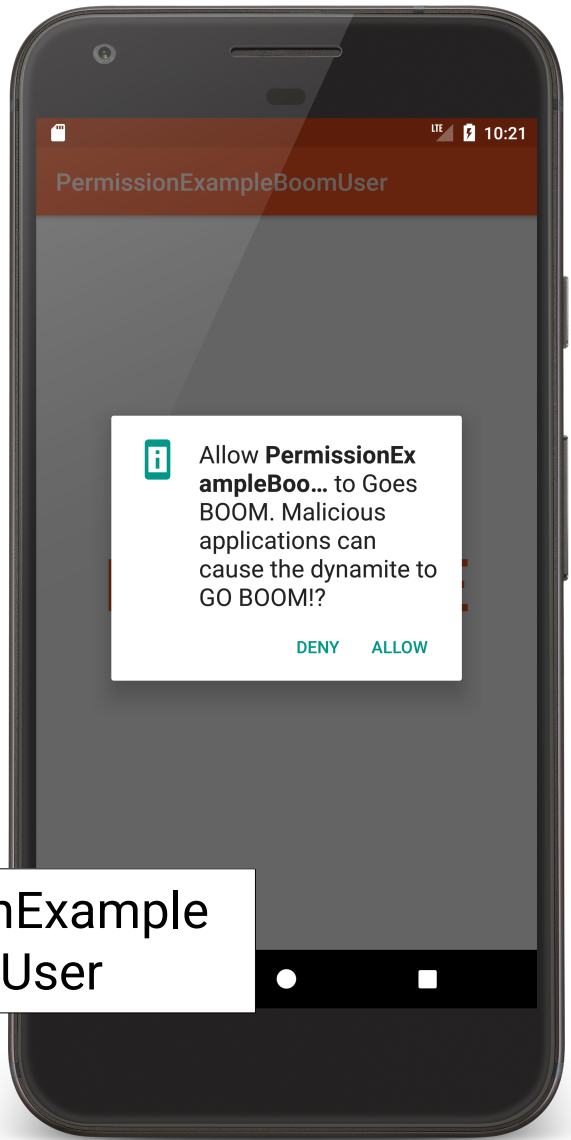 LTE 10:21
PermissionExampleBoomUser
Allow PermissionEx
ampleBoo... to Goes
BOOM. Malicious
applications can
cause the dynamite to
GO BOOM!?
DENY ALLOW
nExample
User